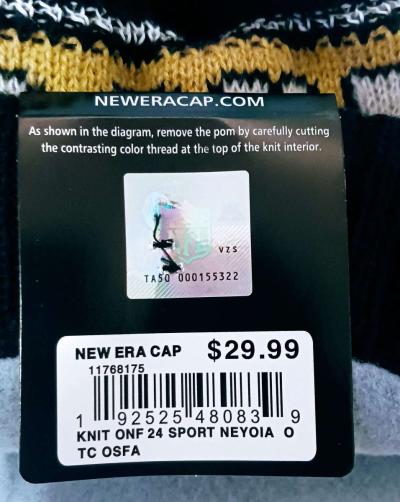 NEWERACAP.COM
As shown in the diagram, remove the pom by carefully cutting
the contrasting color thread at the top of the knit interior.
VZS
TASQ 000155322
NEW ERA CAP $29.99
11768175
1 92525 48083 9
KNIT ONF 24 SPORT NEYOIA O
TC OSFA